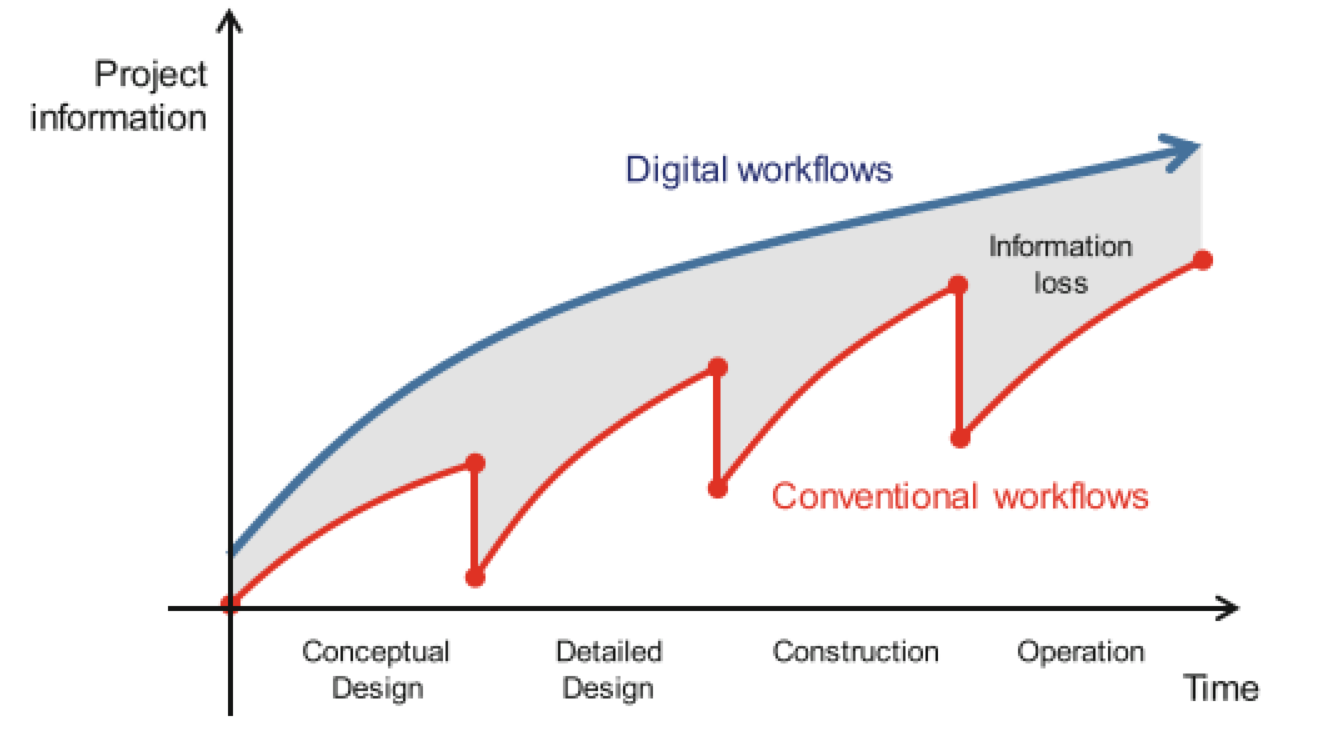 Project
information
Digital workflows
Information
loss
Conventional workflows
Conceptual
Design
Detailed
Design
Construction
Operation
Time